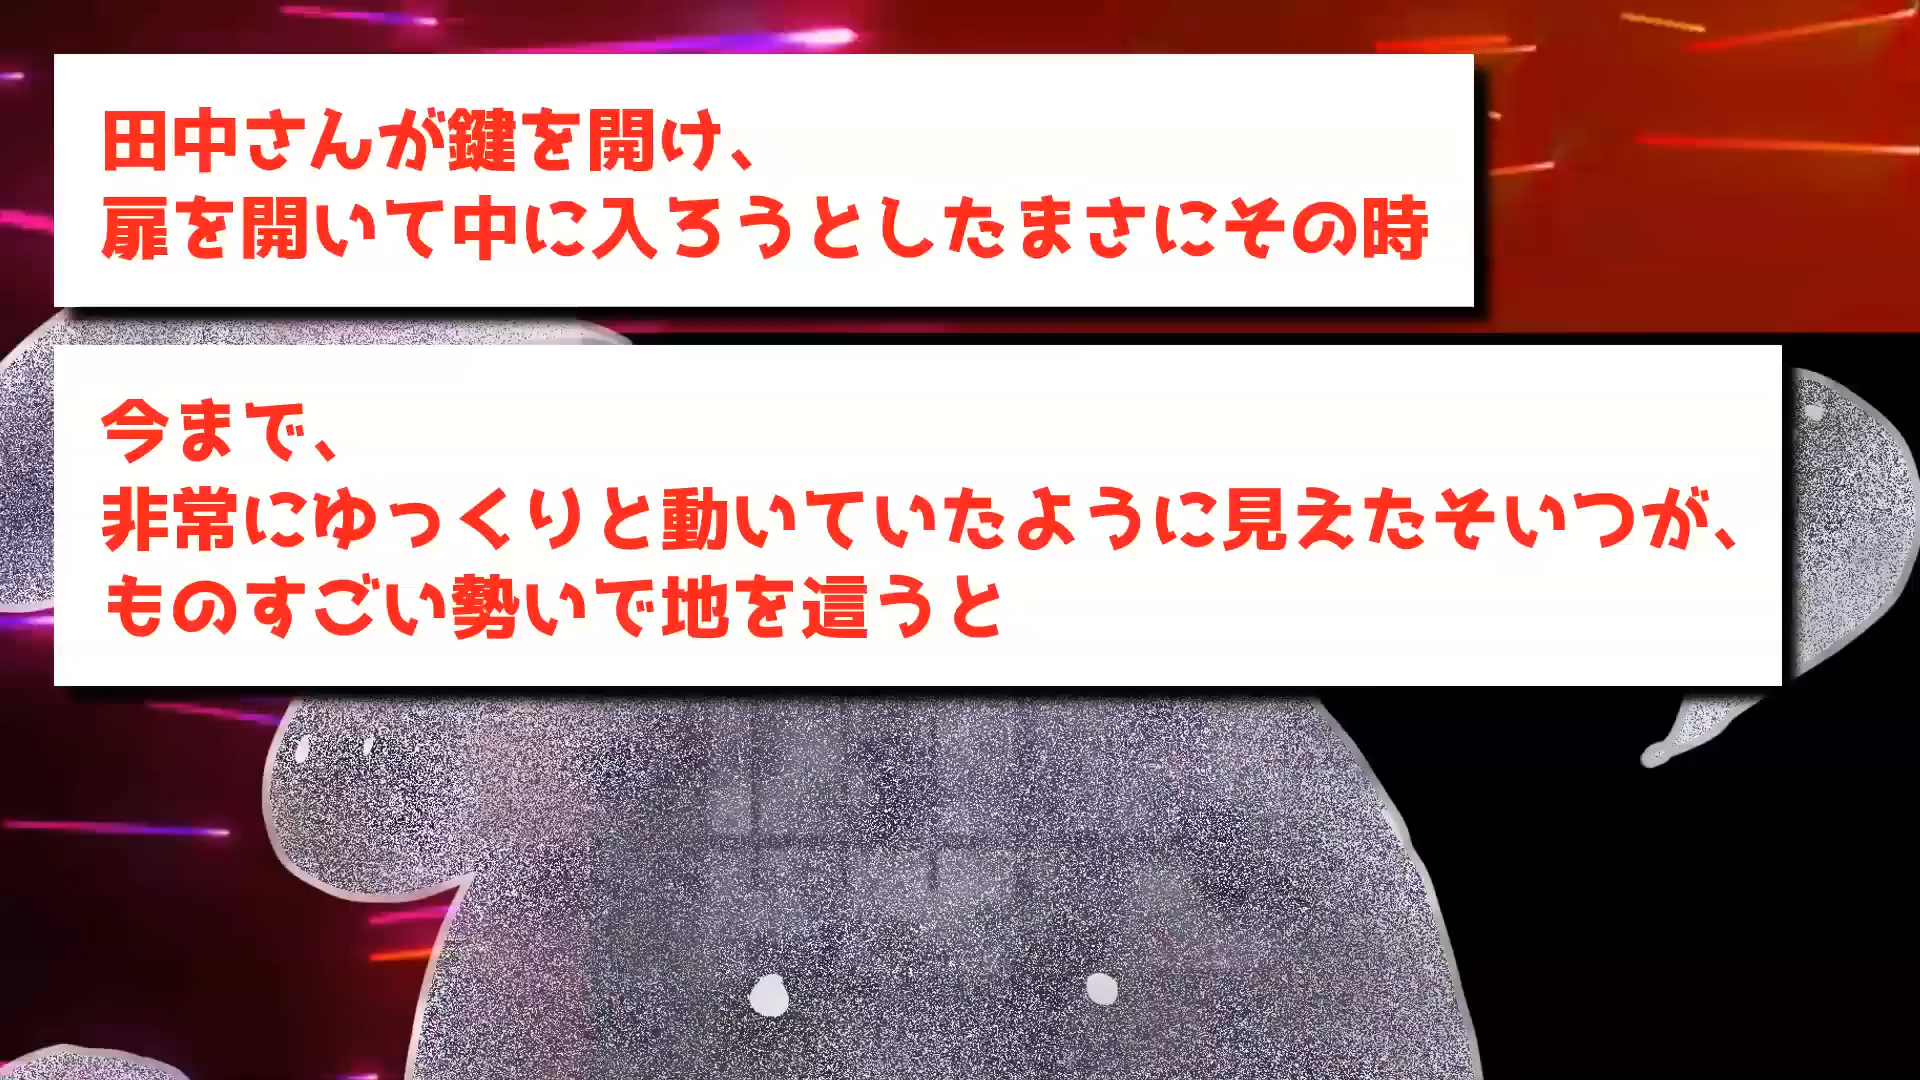 田中さんが鍵を開け、
扉を開いて中に入ろうとしたまさにその時
今まで、
非常にゆっくりと動いていたように見えたそいつが、
ものすごい勢いで地を這うと